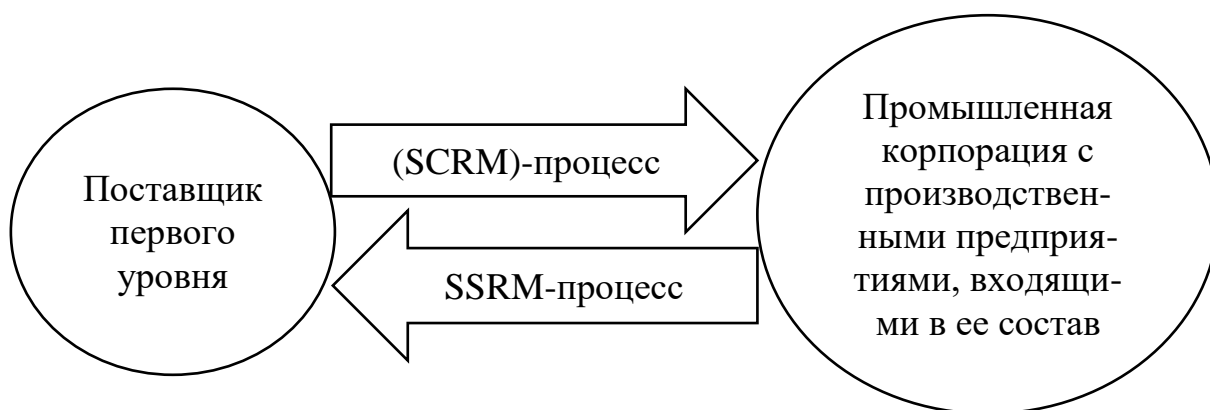 Поставщик
первого
уровня
(SCRM)-процесс
SSRM-процесс
Промышленная
корпорация с
производствен-
ными предприя-
тиями, входящи-
ми в ее состав